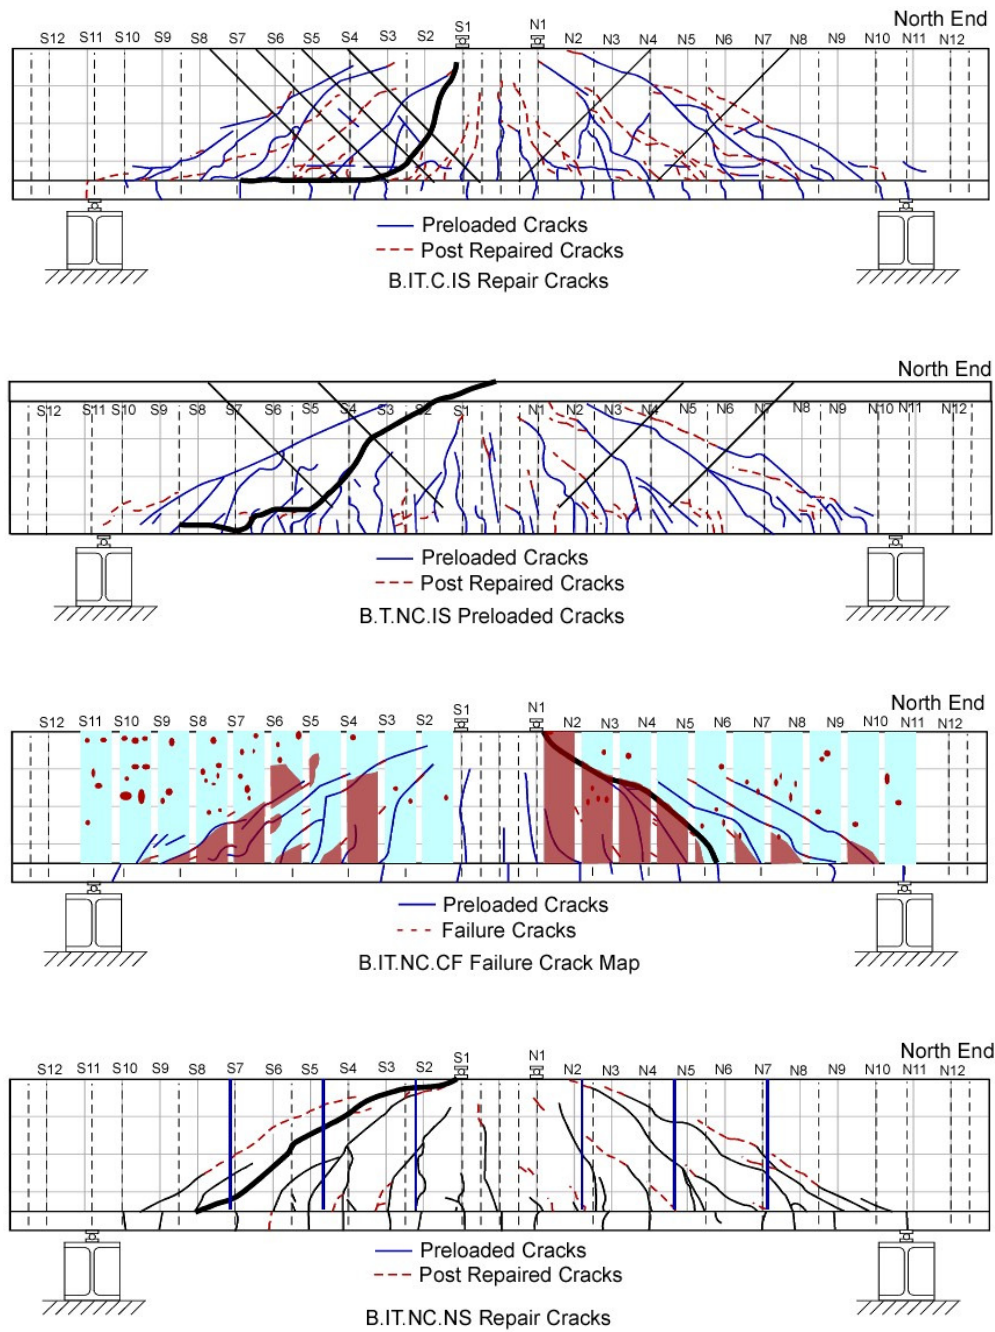 North End
S12 S11 S10 S9 S8 S7 S6 S5 S4 S3 S2 S1 N1 N2 N3 N4 N5 N6 N7 N8 N9 N10 N11 N12
Preloaded Cracks
Post Repaired Cracks
B.IT.C.IS Repair Cracks
North End
S12 S11 S10 S9 S8 S7 S6 S5 S4 S3 S2 S1 N1 N2 N3 N4 N5 N6 N7 N8 N9 N10 N11 N12
Preloaded Cracks
Post Repaired Cracks
B.T.NC.IS Preloaded Cracks
North End
S12 S11 S10 S9 S8 S7 S6 S5 S4 S3 S2 S1 N1 N2 N3 N4 N5 N6 N7 N8 N9 N10 N11 N12
Preloaded Cracks
Failure Cracks
B.IT.NC.CF Failure Crack Map
North End
S12 S11 S10 S9 S8 S7 S6 S5 S4 S3 S2 S1 N1 N2 N3 N4 N5 N6 N7 N8 N9 N10 N11 N12
Preloaded Cracks
Post Repaired Cracks
B.IT.NC.NS Repair Cracks